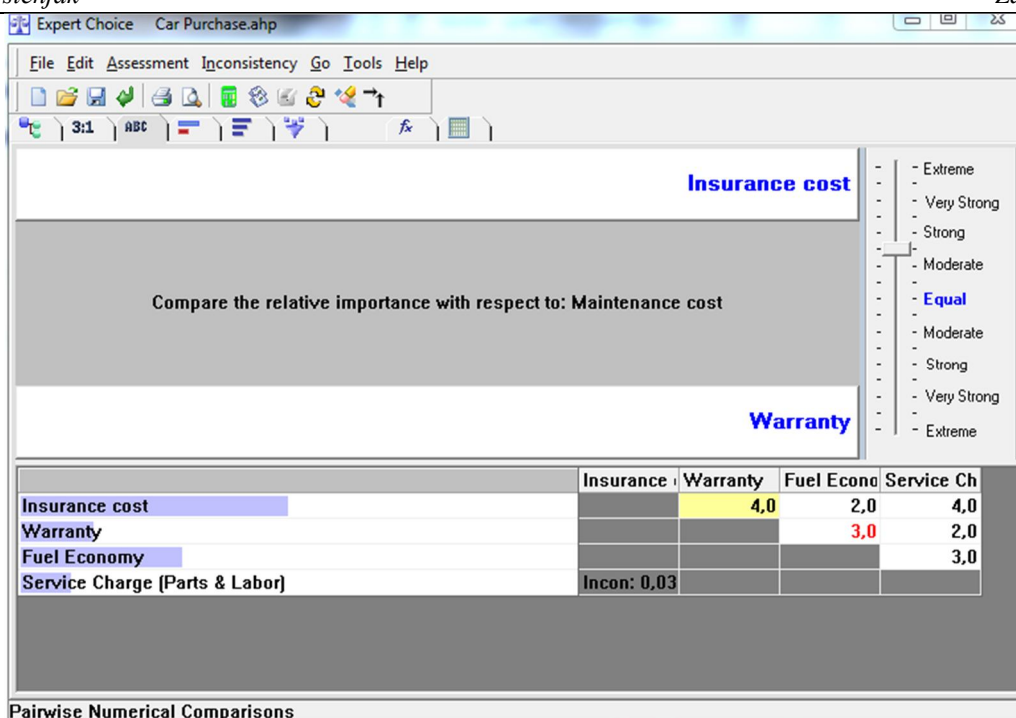 Expert Choice Car Purchase.ahp
File Edit Assessment Inconsistency Go Tools Help
3:1 ABC fx
Insurance cost
Extreme
Very Strong
Strong
Moderate
Equal
Moderate
Strong
Very Strong
Extreme
Compare the relative importance with respect to: Maintenance cost
Warranty
Insurance Warranty Fuel Econo Service Ch
Insurance cost 4,0 2,0 4,0
Warranty 3,0 2,0
Fuel Economy 3,0
Service Charge (Parts & Labor) Incon: 0,03
Pairwise Numerical Comparisons